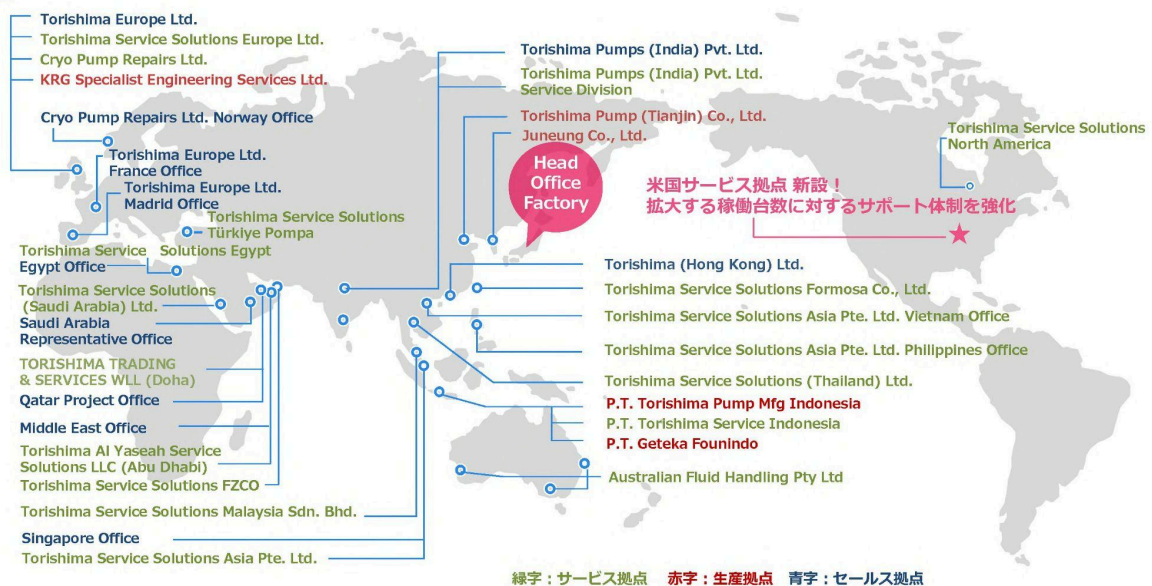 Torishima Europe Ltd.
Torishima Service Solutions Europe Ltd.
Cryo Pump Repairs Ltd.
KRG Specialist Engineering Services Ltd.
Cryo Pump Repairs Ltd. Norway Office
Torishima Europe Ltd.
France Office
Torishima Europe Ltd.
Madrid Office
Torishima Service Solutions
Türkiye Pompa
Torishima Service Solutions Egypt
Egypt Office
Torishima Service Solutions
(Saudi Arabia) Ltd.
Saudi Arabia
Representative Office
TORISHIMA TRADING
& SERVICES WLL (Doha)
Qatar Project Office
Middle East Office
Torishima Al Yaseah Service
Solutions LLC (Abu Dhabi)
Torishima Service Solutions FZCO
Torishima Service Solutions Malaysia Sdn. Bhd.
Singapore Office
Torishima Service Solutions Asia Pte. Ltd.
Torishima Pumps (India) Pvt. Ltd.
Torishima Pumps (India) Pvt. Ltd.
Service Division
Torishima Pump (Tianjin) Co., Ltd.
Juneung Co., Ltd.
Head
Office
Factory
米国サービス拠点 新設！
拡大する稼働台数に対するサポート体制を強化
Torishima Service Solutions
North America
Torishima (Hong Kong) Ltd.
Torishima Service Solutions Formosa Co., Ltd.
Torishima Service Solutions Asia Pte. Ltd. Vietnam Office
Torishima Service Solutions Asia Pte. Ltd. Philippines Office
Torishima Service Solutions (Thailand) Ltd.
P.T. Torishima Pump Mfg Indonesia
P.T. Torishima Service Indonesia
P.T. Geteka Founindo
Australian Fluid Handling Pty Ltd
緑字：サービス拠点 赤字：生産拠点 青字：セールス拠点